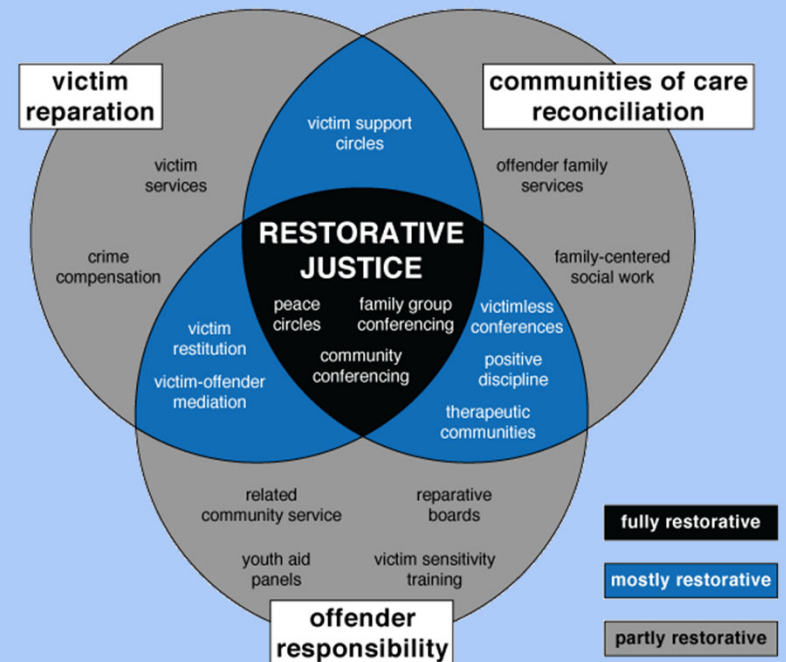 victim
reparation
communities of care
reconciliation
victim support
circles
victim
services
offender family
services
crime
compensation
family-centered
social work
RESTORATIVE
JUSTICE
peace
circles
family group
conferencing
community
conferencing
victim
restitution
victim-offender
mediation
victimless
conferences
positive
discipline
therapeutic
communities
related
community service
reparative
boards
youth aid
panels
victim sensitivity
training
offender
responsibility
fully restorative
mostly restorative
partly restorative